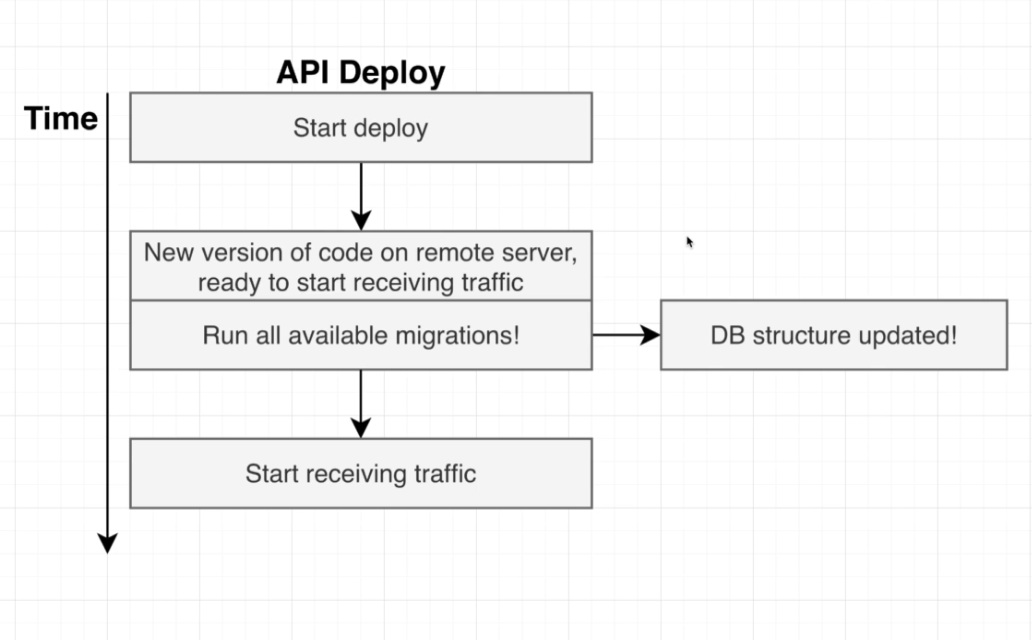 API Deploy
Time
Start deploy
New version of code on remote server,
ready to start receiving traffic
Run all available migrations!
DB structure updated!
Start receiving traffic